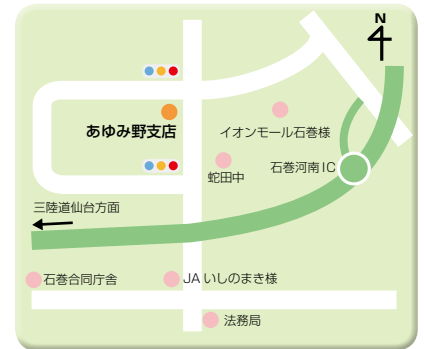 N
あゆみ野支店
イオンモール石巻様
石巻河南IC
蛇田中
三陸道仙台方面
石巻合同庁舎
JAいしのまき様
法務局